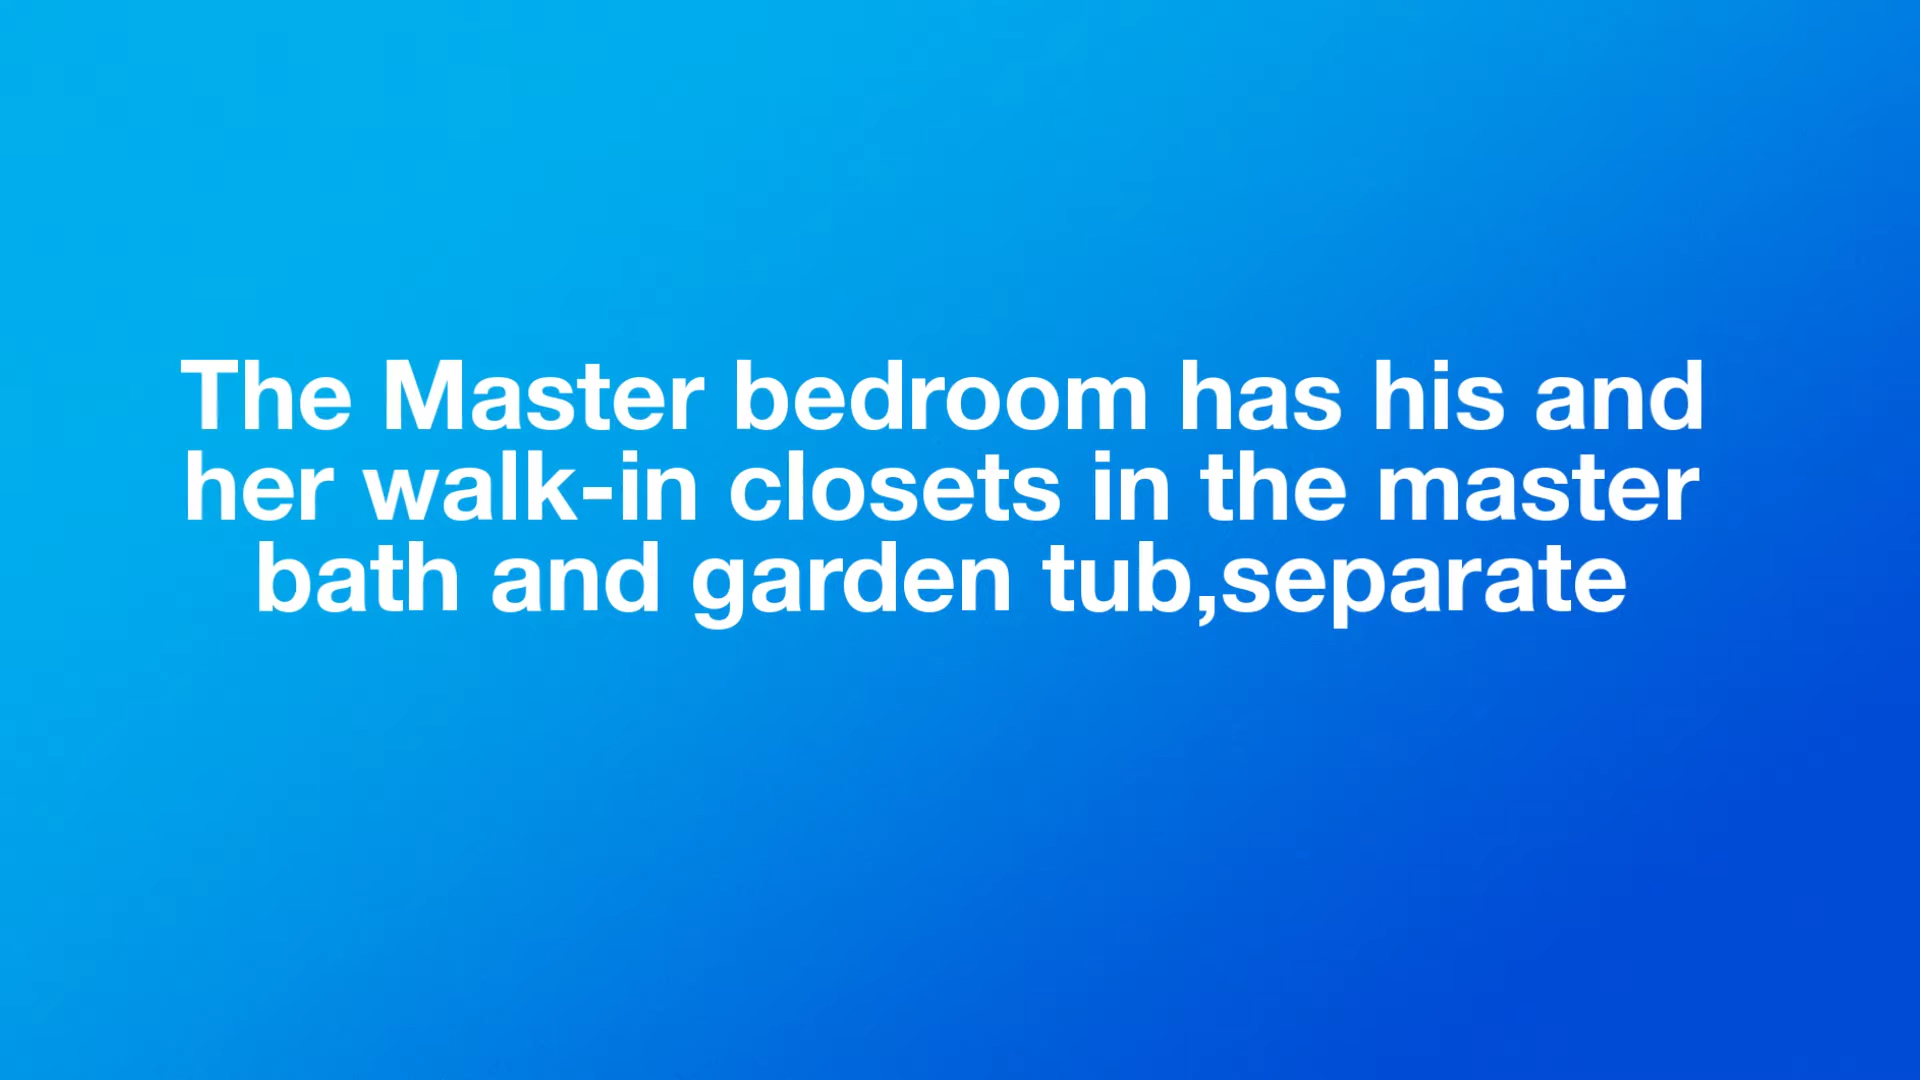 The Master bedroom has his and
her walk-in closets in the master
bath and garden tub,separate